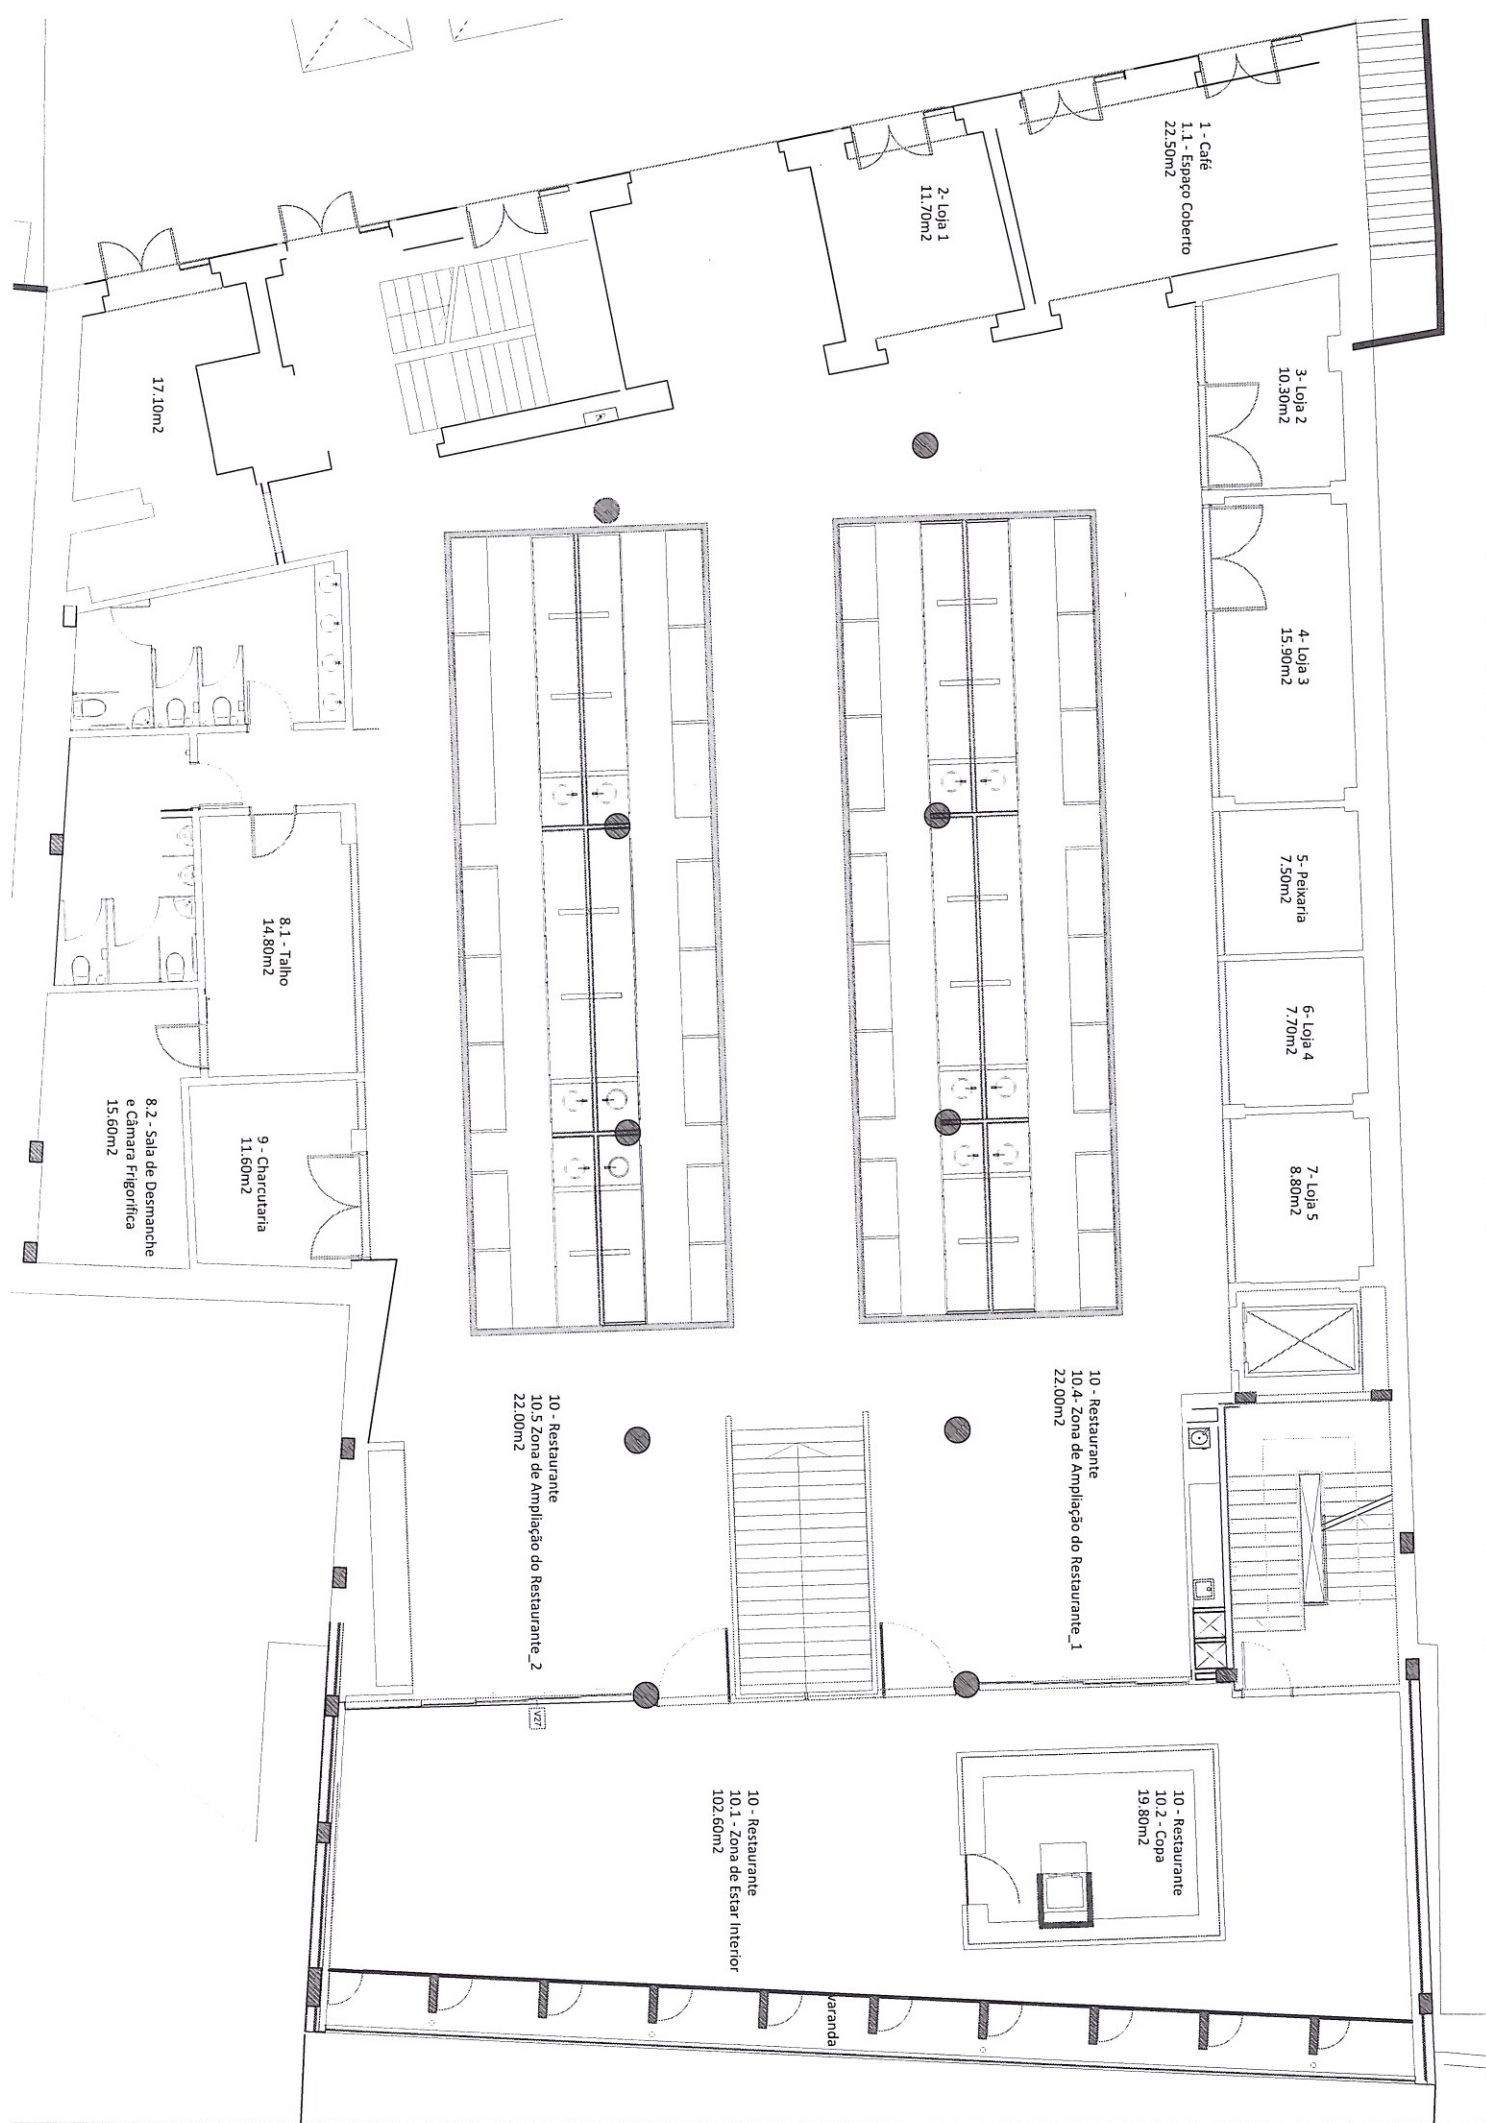 1 - Café
1.1 - Espaço Coberto
22.50m2
2- Loja 1
11.70m2
3- Loja 2
10.30m2
4- Loja 3
15.90m2
5- Peixaria
7.50m2
6- Loja 4
7.70m2
7- Loja 5
8.80m2
17.10m2
8.1 - Talho
14.80m2
8.2 - Sala de Desmanche
e Câmara Frigorifica
15.60m2
9 - Charcutaria
11.60m2
10 - Restaurante
10.4- Zona de Ampliação do Restaurante_1
22.00m2
10 - Restaurante
10.5 Zona de Ampliação do Restaurante_2
22.00m2
V27
10 - Restaurante
10.2 - Copa
19.80m2
10 - Restaurante
10.1 - Zona de Estar Interior
102.60m2
varanda